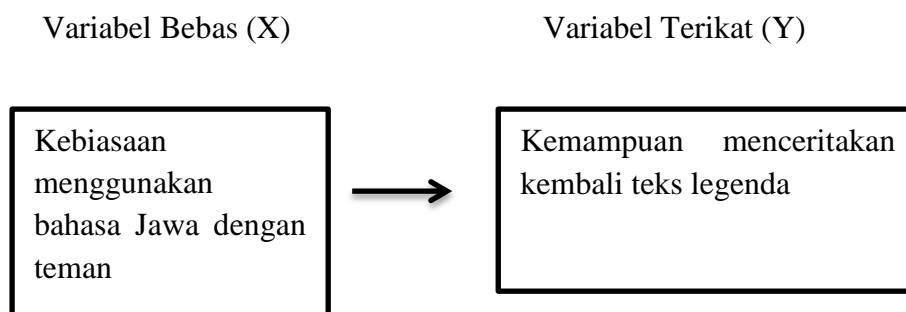 Variabel Bebas (X)
Variabel Terikat (Y)
Kebiasaan
menggunakan
bahasa Jawa dengan
teman
Kemampuan menceritakan
kembali teks legenda